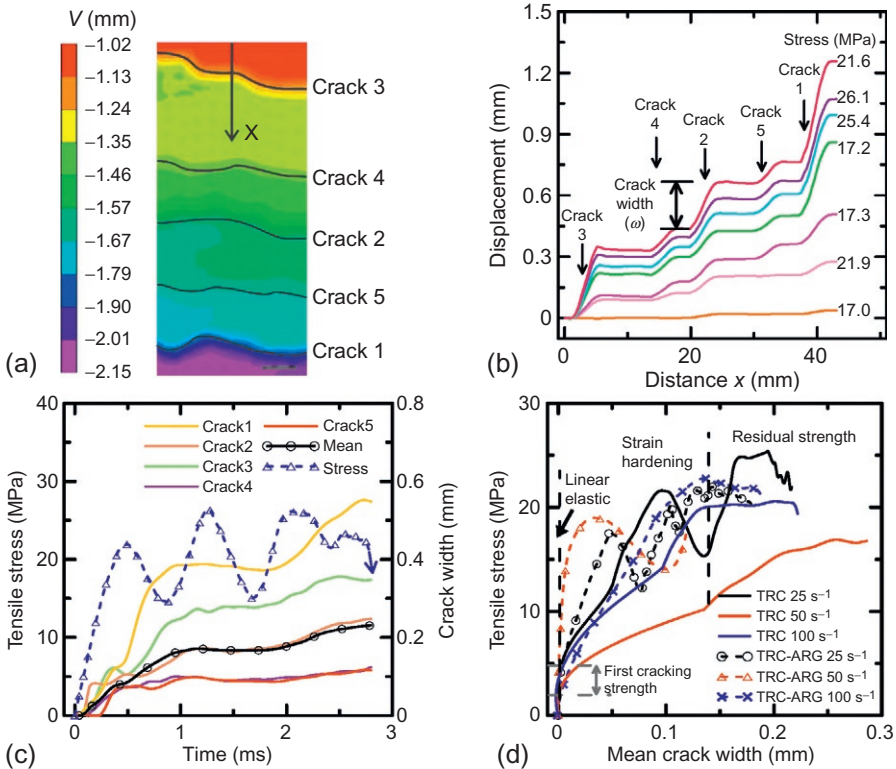 V (mm)
−1.02
−1.13
−1.24
−1.35
−1.46
−1.57
−1.67
−1.79
−1.90
−2.01
−2.15
X
Crack 3
Crack 4
Crack 2
Crack 5
Crack 1
(a)
1.5
1.2
0.9
0.6
0.3
0
Displacement (mm)
0
20
40
60
Distance x (mm)
Stress (MPa)
21.6
26.1
25.4
17.2
17.3
21.9
17.0
Crack 3
Crack 4
Crack 2
Crack 5
Crack 1
Crack width (ω)
(b)
40
30
20
10
0
Tensile stress (MPa)
0
1
2
3
Time (ms)
0.8
0.6
0.4
0.2
0
Crack width (mm)
Crack1
Crack2
Crack3
Crack4
Crack5
Mean
Stress
(c)
30
20
10
0
Tensile stress (MPa)
0
0.1
0.2
0.3
Mean crack width (mm)
Linear elastic
Strain hardening
Residual strength
First cracking strength
TRC 25 s⁻¹
TRC 50 s⁻¹
TRC 100 s⁻¹
TRC-ARG 25 s⁻¹
TRC-ARG 50 s⁻¹
TRC-ARG 100 s⁻¹
(d)